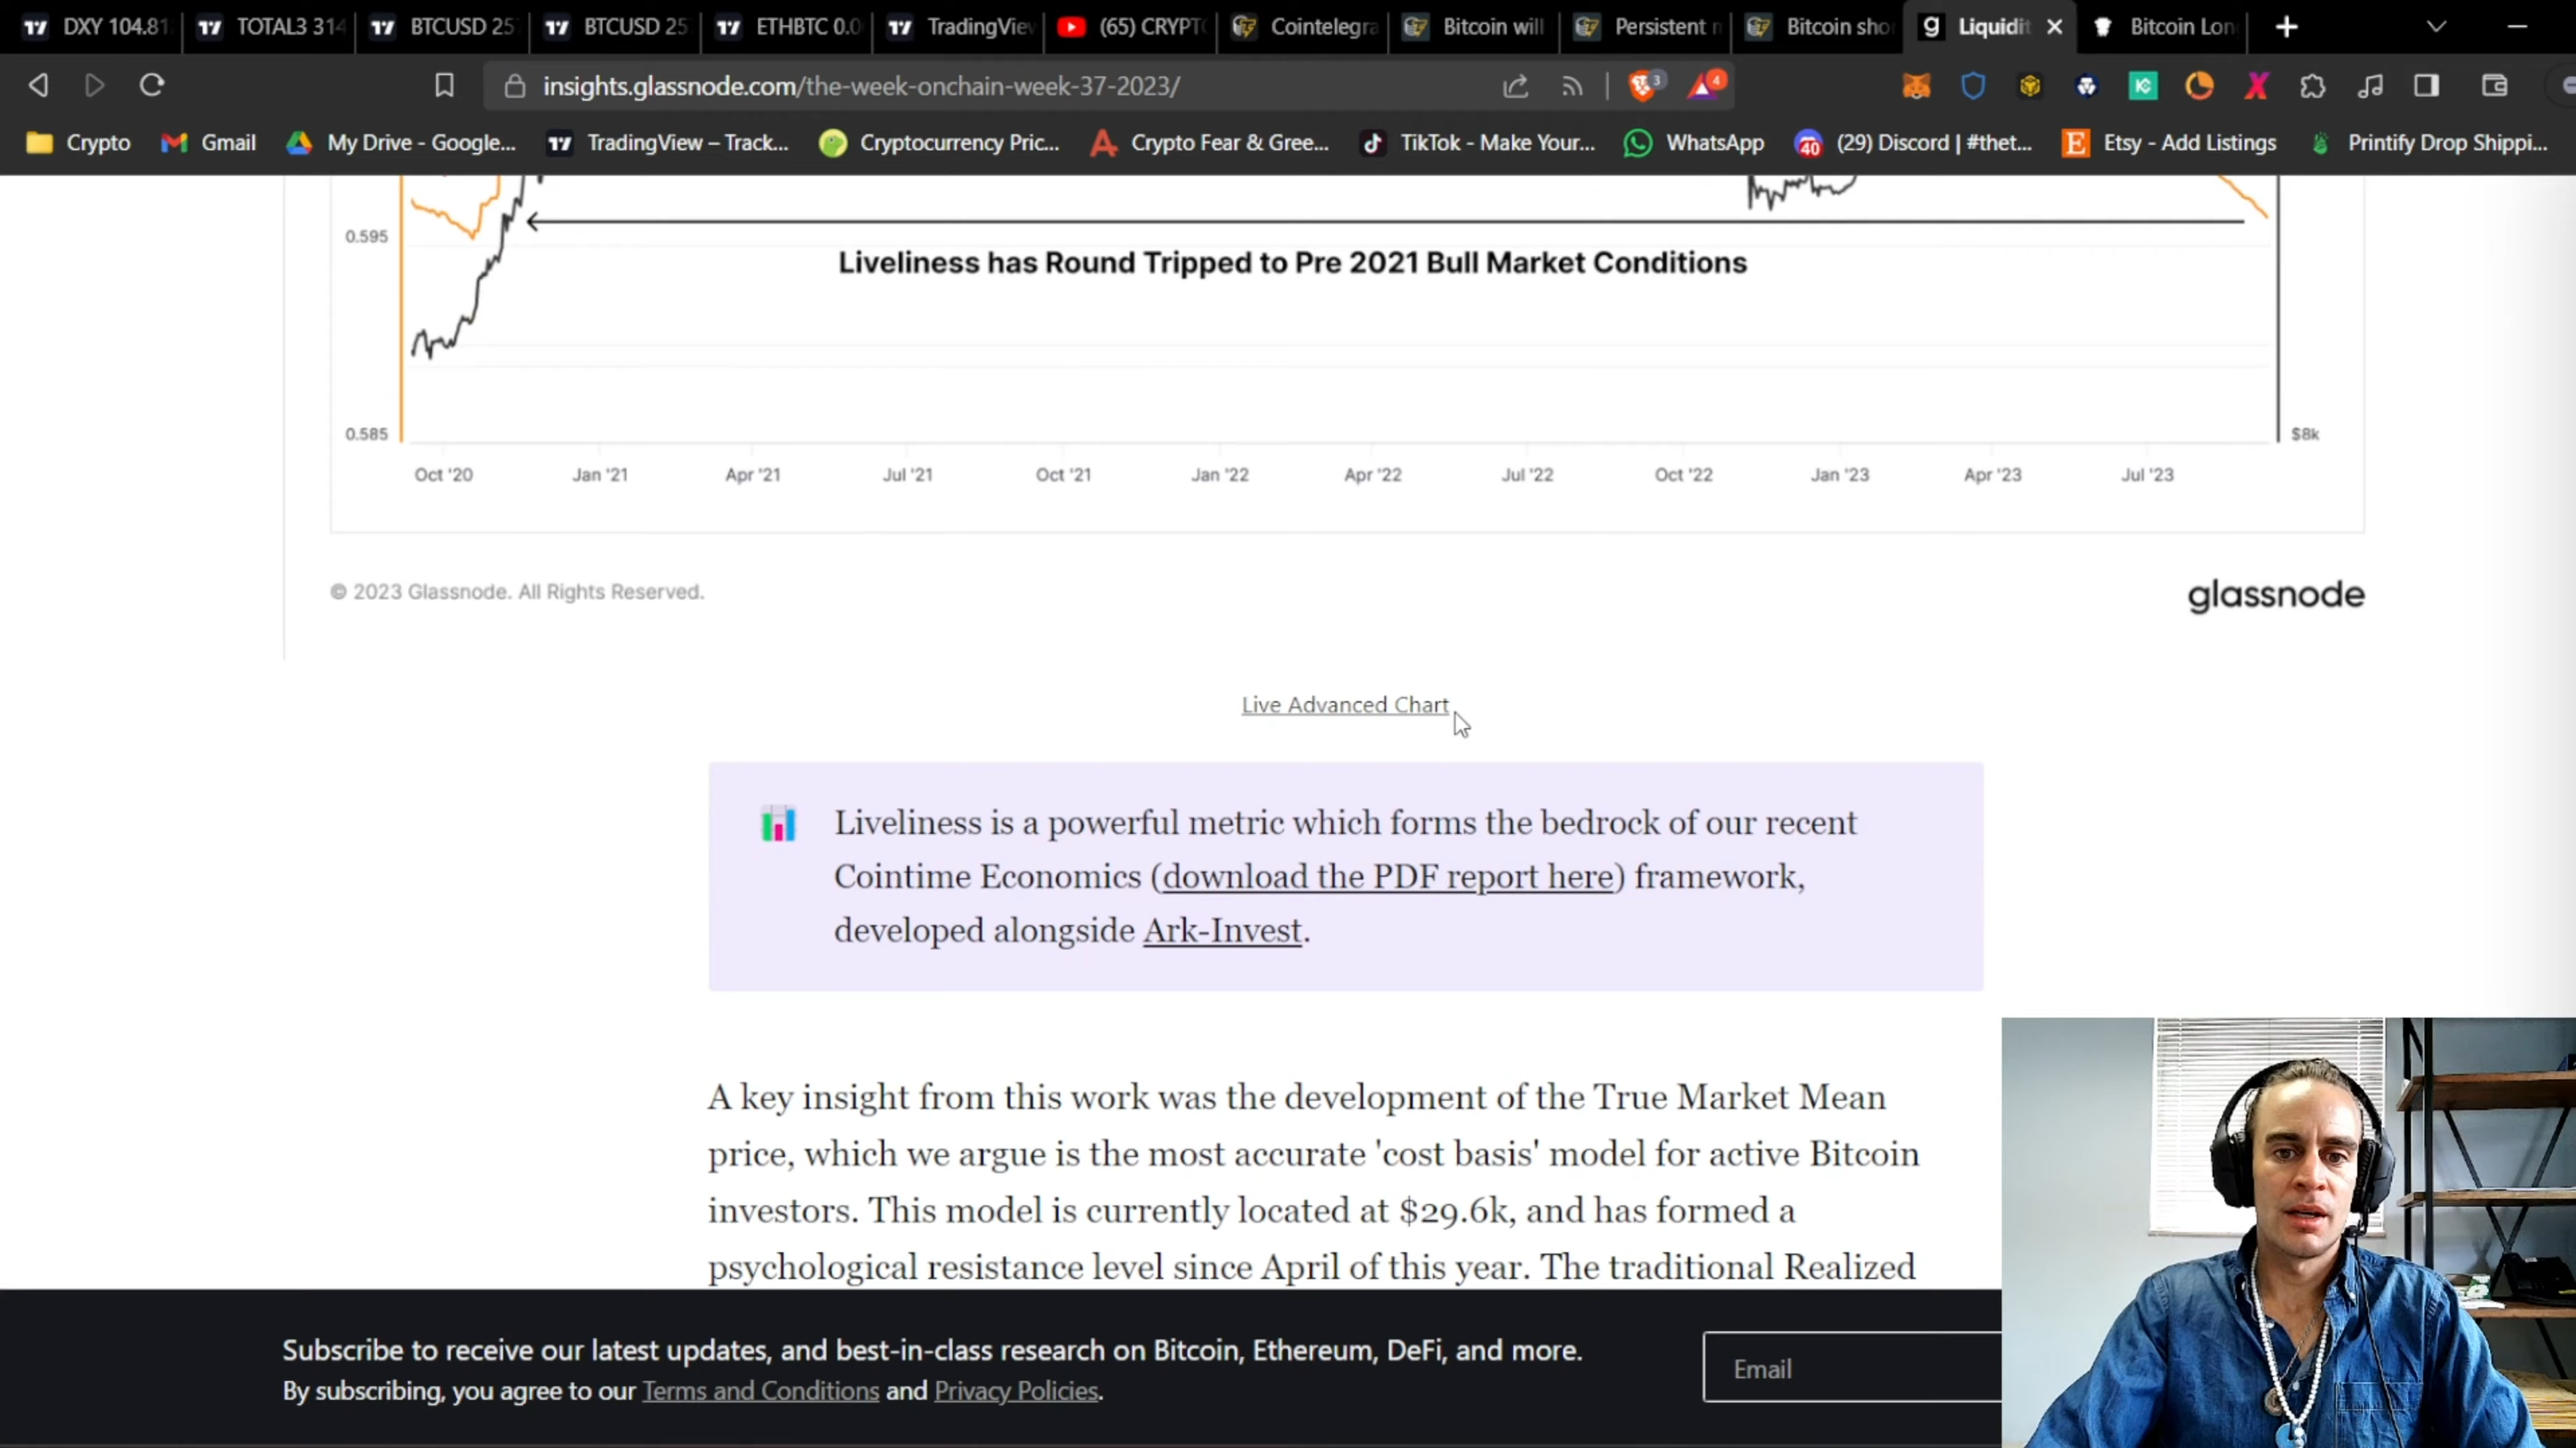 DXY 104.81
TOTAL3 314
BTCUSD 25
BTCUSD 25
ETHBTC 0.0
TradingView
(65) CRYPTO
Cointelegra
Bitcoin will
Persistent
Bitcoin sho
g Liquidit
Bitcoin Lon
insights.glassnode.com/the-week-onchain-week-37-2023/
3
4
Crypto
Gmail
My Drive - Google...
TradingView – Track...
Cryptocurrency Pric...
Crypto Fear & Gree...
TikTok - Make Your...
WhatsApp
40
(29) Discord | #thet...
E Etsy - Add Listings
Printify Drop Shippi...
0.595
Liveliness has Round Tripped to Pre 2021 Bull Market Conditions
0.585
$8k
Oct '20 Jan '21 Apr '21 Jul '21 Oct '21 Jan '22 Apr '22 Jul '22 Oct '22 Jan '23 Apr '23 Jul '23
© 2023 Glassnode. All Rights Reserved.
glassnode
Live Advanced Chart
Liveliness is a powerful metric which forms the bedrock of our recent
Cointime Economics (download the PDF report here) framework,
developed alongside Ark-Invest.
A key insight from this work was the development of the True Market Mean
price, which we argue is the most accurate 'cost basis' model for active Bitcoin
investors. This model is currently located at $29.6k, and has formed a
psychological resistance level since April of this year. The traditional Realized
Subscribe to receive our latest updates, and best-in-class research on Bitcoin, Ethereum, DeFi, and more.
By subscribing, you agree to our Terms and Conditions and Privacy Policies.
Email